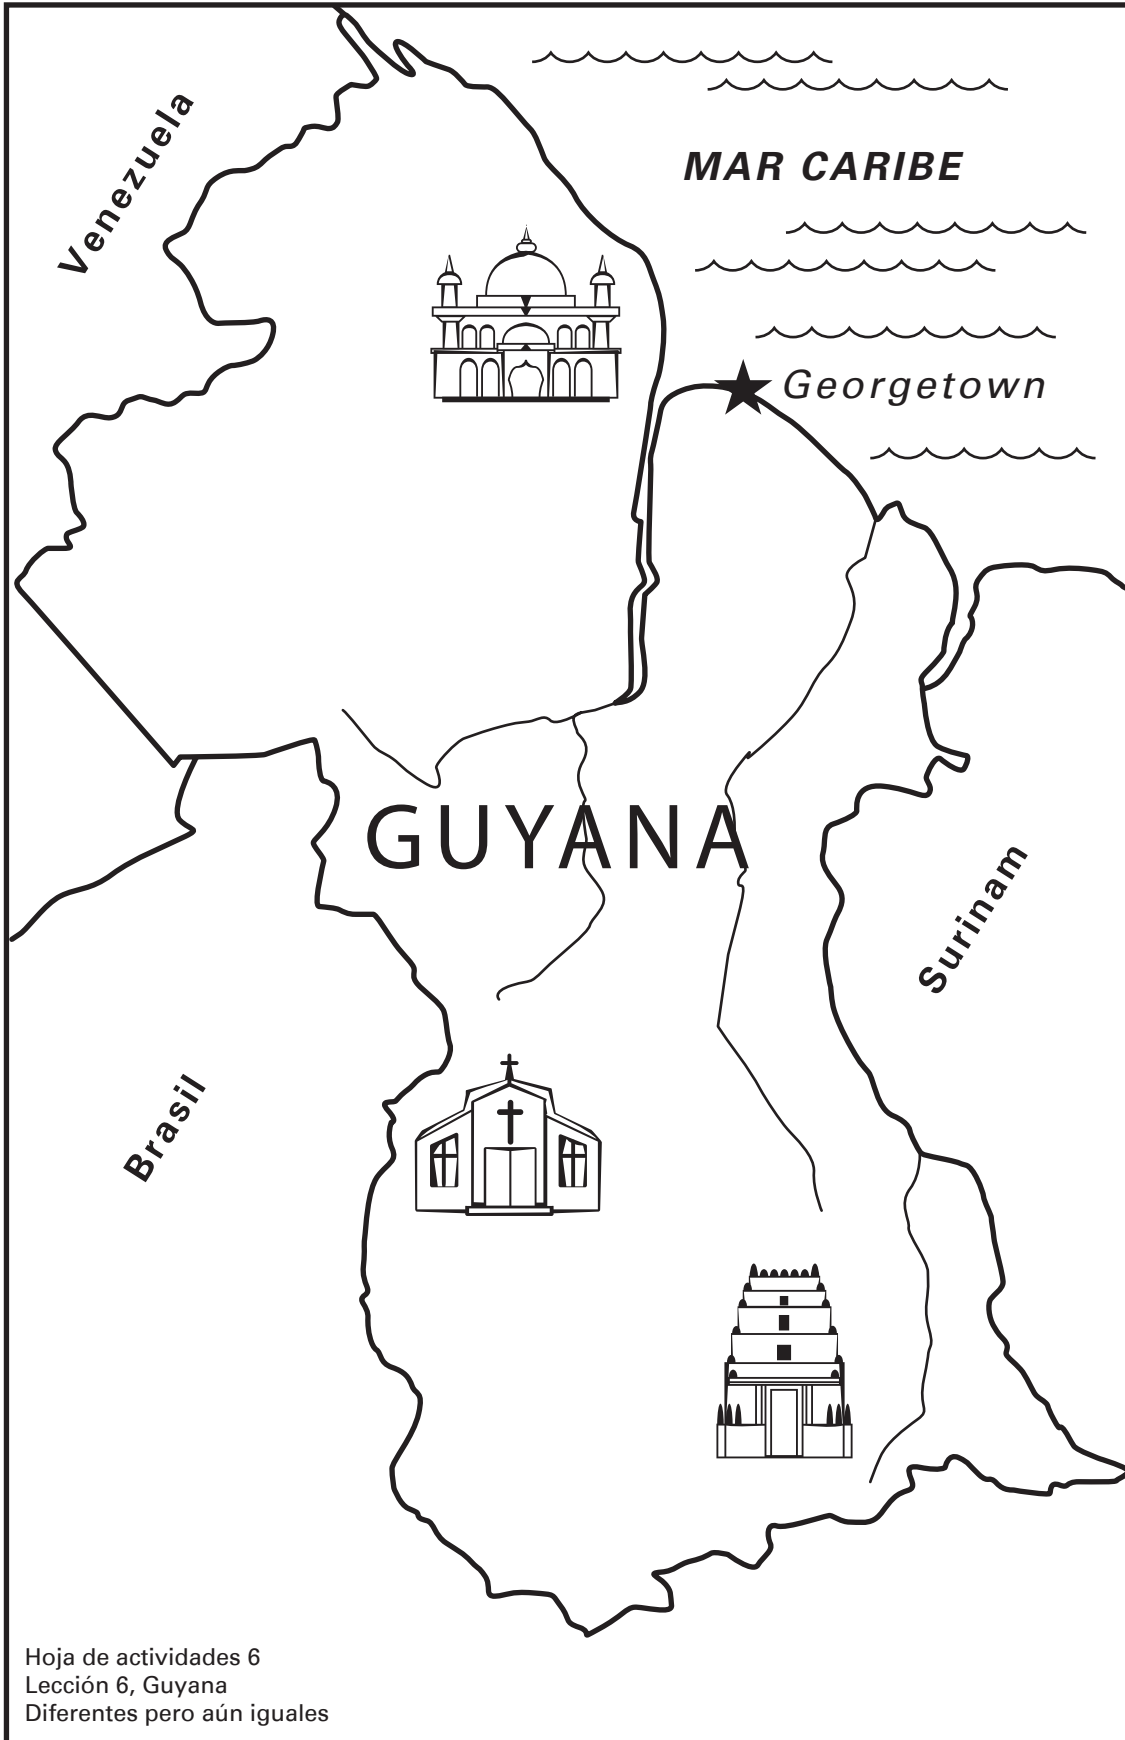 Venezuela
MAR CARIBE
Georgetown
GUYANA
Surinam
Brasil
Hoja de actividades 6
Lección 6, Guyana
Diferentes pero aún iguales